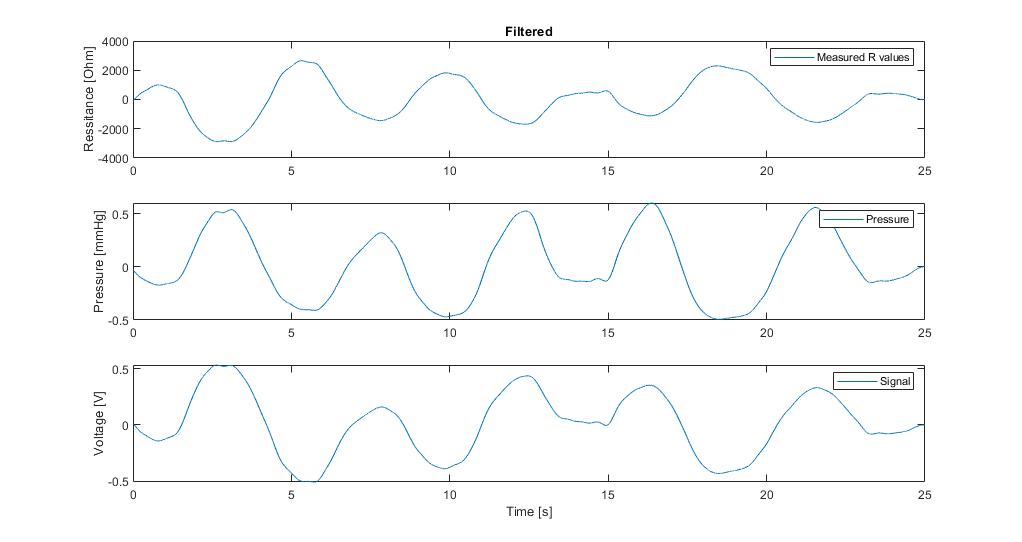 Filtered
4000
2000
0
-2000
-4000
Ressitance [Ohm]
Measured R values
0 5 10 15 20 25
0.5
0
-0.5
Pressure [mmHg]
Pressure
0 5 10 15 20 25
0.5
0
-0.5
Voltage [V]
Signal
0 5 10 15 20 25
Time [s]